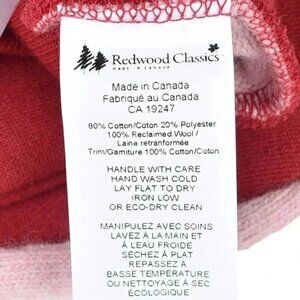 Redwood Classics
MADE IN CANADA
Made in Canada
Fabriqué au Canada
CA 19247
80% Cotton/Coton 20% Polyester
100% Reclaimed Wool /
Laine retranformée
Trim/Garniture 100% Cotton/Coton
HANDLE WITH CARE
HAND WASH COLD
LAY FLAT TO DRY
IRON LOW
OR ECO-DRY CLEAN
MANIPULEZ AVEC SOINS
LAVEZ À LA MAIN ET
À L'EAU FROIDE
SÉCHEZ À PLAT
REPASSEZ À
BASSE TEMPÉRATURE
OU NETTOYAGE À SEC
ÉCOLOGIQUE